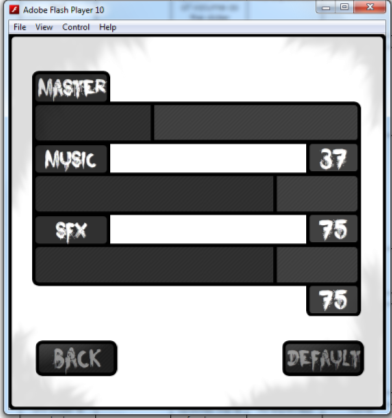 Adobe Flash Player 10
File View Control Help
MASTER
MUSIC 37
SFX 75
75
BACK DEFAULT